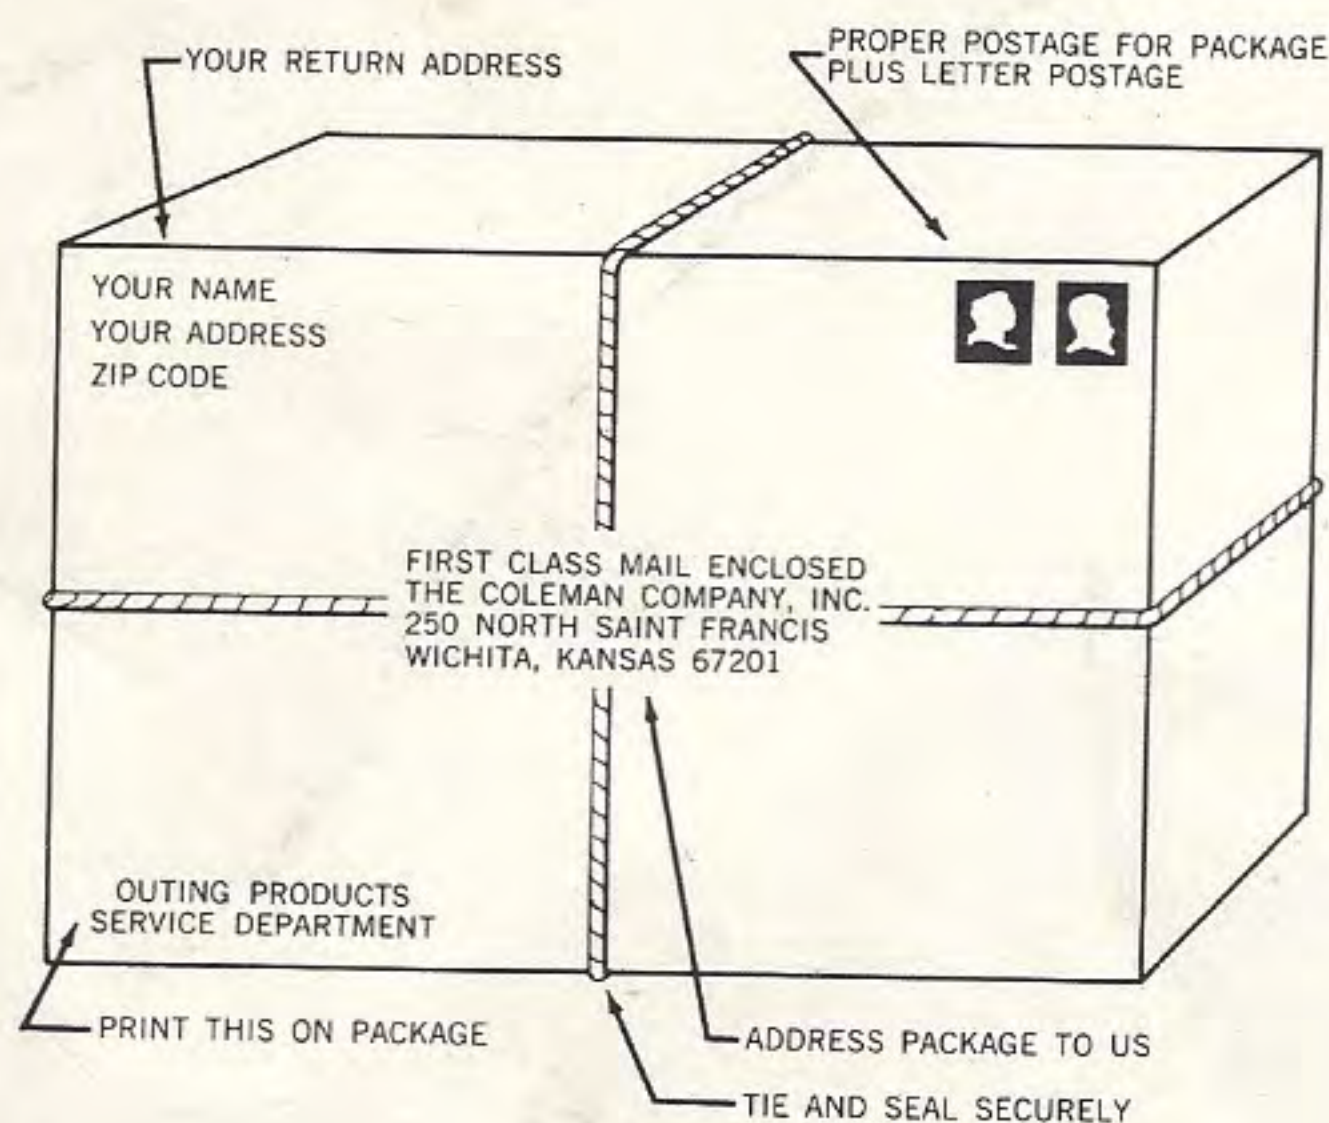 YOUR RETURN ADDRESS
PROPER POSTAGE FOR PACKAGE
PLUS LETTER POSTAGE
YOUR NAME
YOUR ADDRESS
ZIP CODE
FIRST CLASS MAIL ENCLOSED
THE COLEMAN COMPANY, INC.
250 NORTH SAINT FRANCIS
WICHITA, KANSAS 67201
OUTING PRODUCTS
SERVICE DEPARTMENT
PRINT THIS ON PACKAGE
ADDRESS PACKAGE TO US
TIE AND SEAL SECURELY